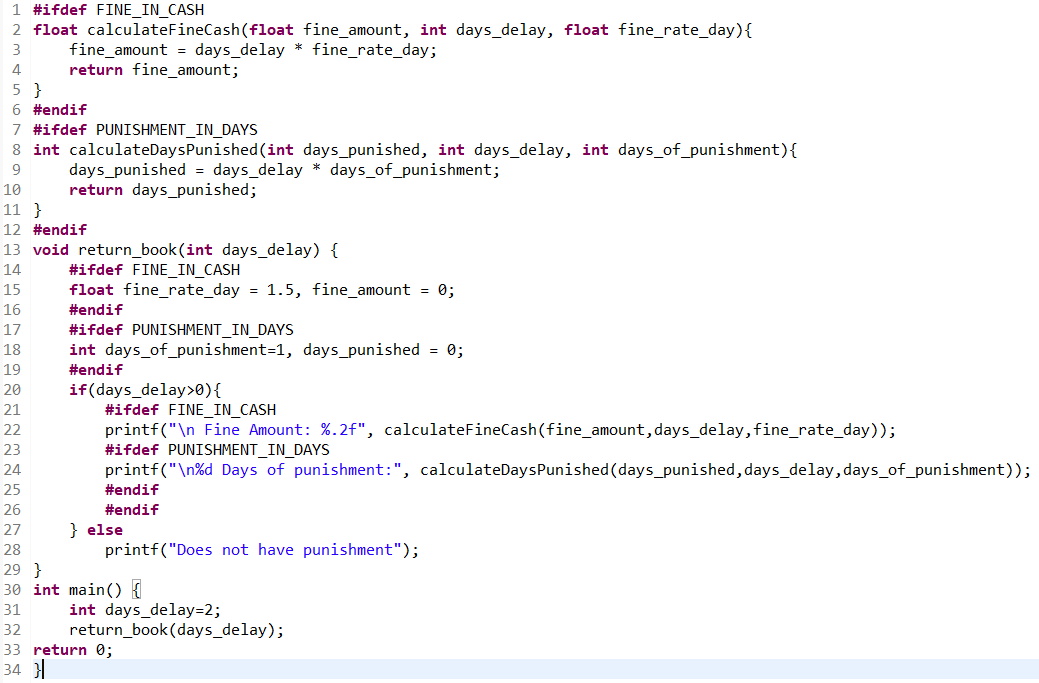 1 #ifdef FINE_IN_CASH
2 float calculateFineCash(float fine_amount, int days_delay, float fine_rate_day){
3     fine_amount = days_delay * fine_rate_day;
4     return fine_amount;
5 }
6 #endif
7 #ifdef PUNISHMENT_IN_DAYS
8 int calculateDaysPunished(int days_punished, int days_delay, int days_of_punishment){
9     days_punished = days_delay * days_of_punishment;
10     return days_punished;
11 }
12 #endif
13 void return_book(int days_delay) {
14     #ifdef FINE_IN_CASH
15     float fine_rate_day = 1.5, fine_amount = 0;
16     #endif
17     #ifdef PUNISHMENT_IN_DAYS
18     int days_of_punishment=1, days_punished = 0;
19     #endif
20     if(days_delay>0){
21         #ifdef FINE_IN_CASH
22         printf("\n Fine Amount: %.2f", calculateFineCash(fine_amount,days_delay,fine_rate_day));
23         #ifdef PUNISHMENT_IN_DAYS
24         printf("\n%d Days of punishment:", calculateDaysPunished(days_punished,days_delay,days_of_punishment));
25         #endif
26         #endif
27     } else
28         printf("Does not have punishment");
29 }
30 int main() {
31     int days_delay=2;
32     return_book(days_delay);
33 return 0;
34 }